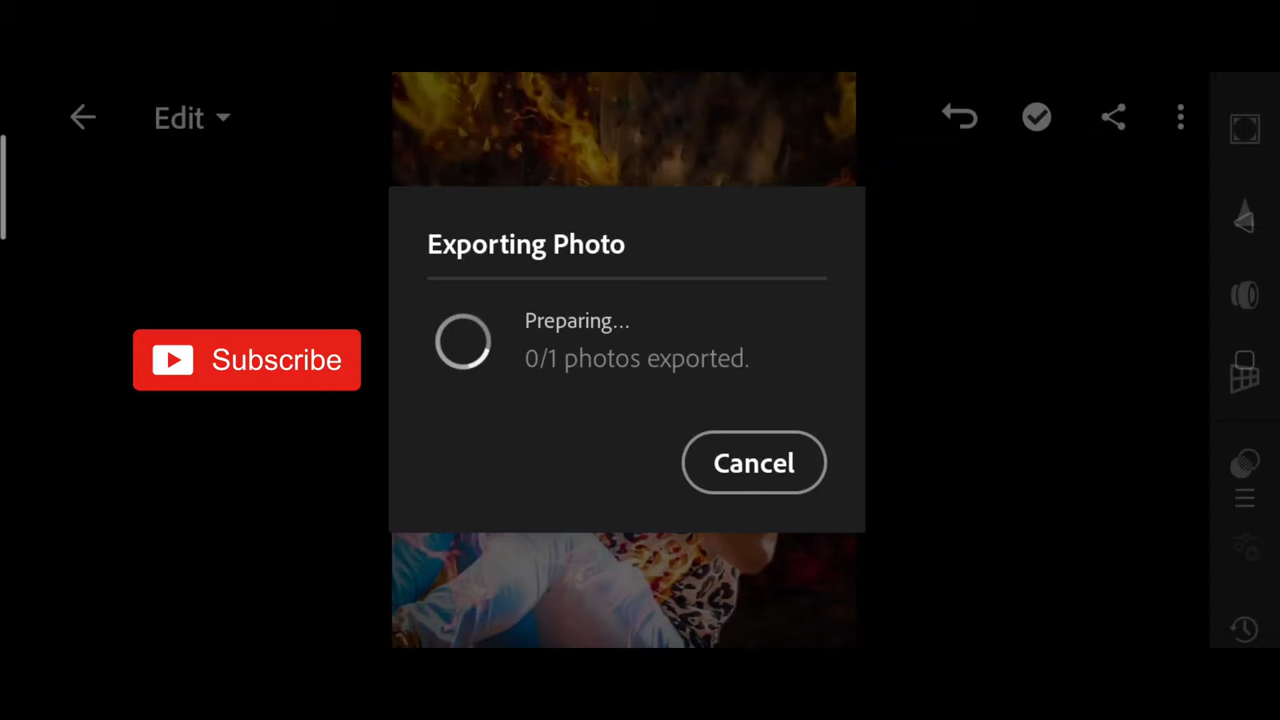 Edit
Exporting Photo
Preparing...
0/1 photos exported.
Subscribe
Cancel